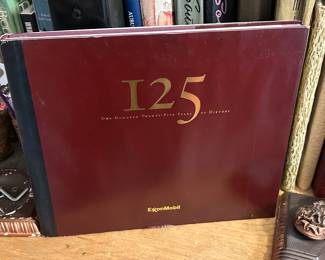 125
One Hundred Twenty-Five Years of History
ExxonMobil